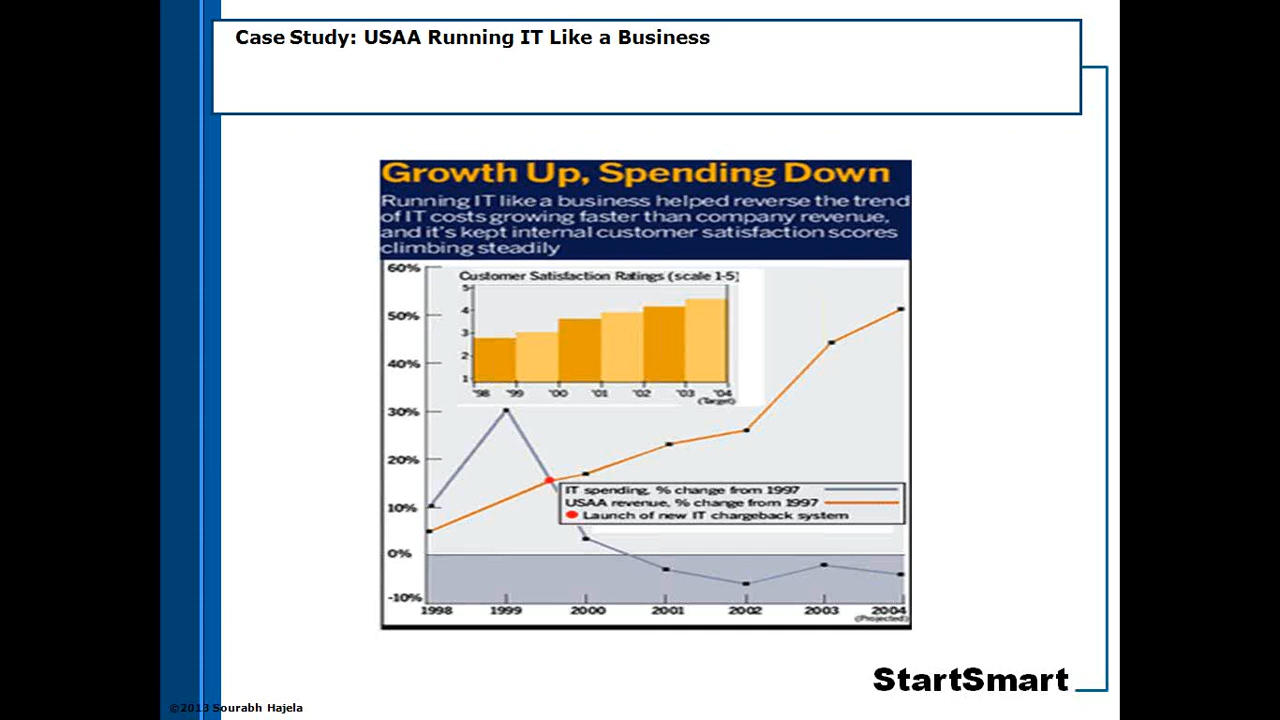 Case Study: USAA Running IT Like a Business
Growth Up, Spending Down
Running IT like a business helped reverse the trend
of IT costs growing faster than company revenue,
and it's kept internal customer satisfaction scores
climbing steadily
60%
50%
40%
30%
20%
10%
0%
-10%
Customer Satisfaction Ratings (scale 1-5)
5
4
3
2
1
'98 '99 '00 '01 '02 '03 '04
(Target)
IT spending, % change from 1997
USAA revenue, % change from 1997
Launch of new IT chargeback system
1998 1999 2000 2001 2002 2003 2004
(Projected)
StartSmart
©2013 Sourabh Hajela